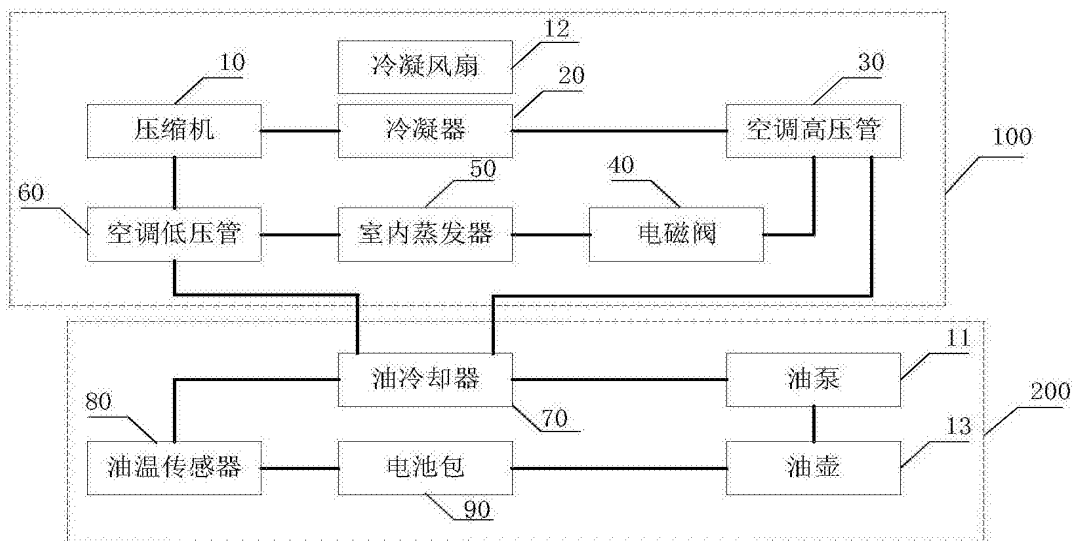 12
冷凝风扇
10
20
30
压缩机
冷凝器
空调高压管
100
60
50
40
空调低压管
室内蒸发器
电磁阀
11
油冷却器
油泵
80
70
200
13
油温传感器
电池包
油壶
90